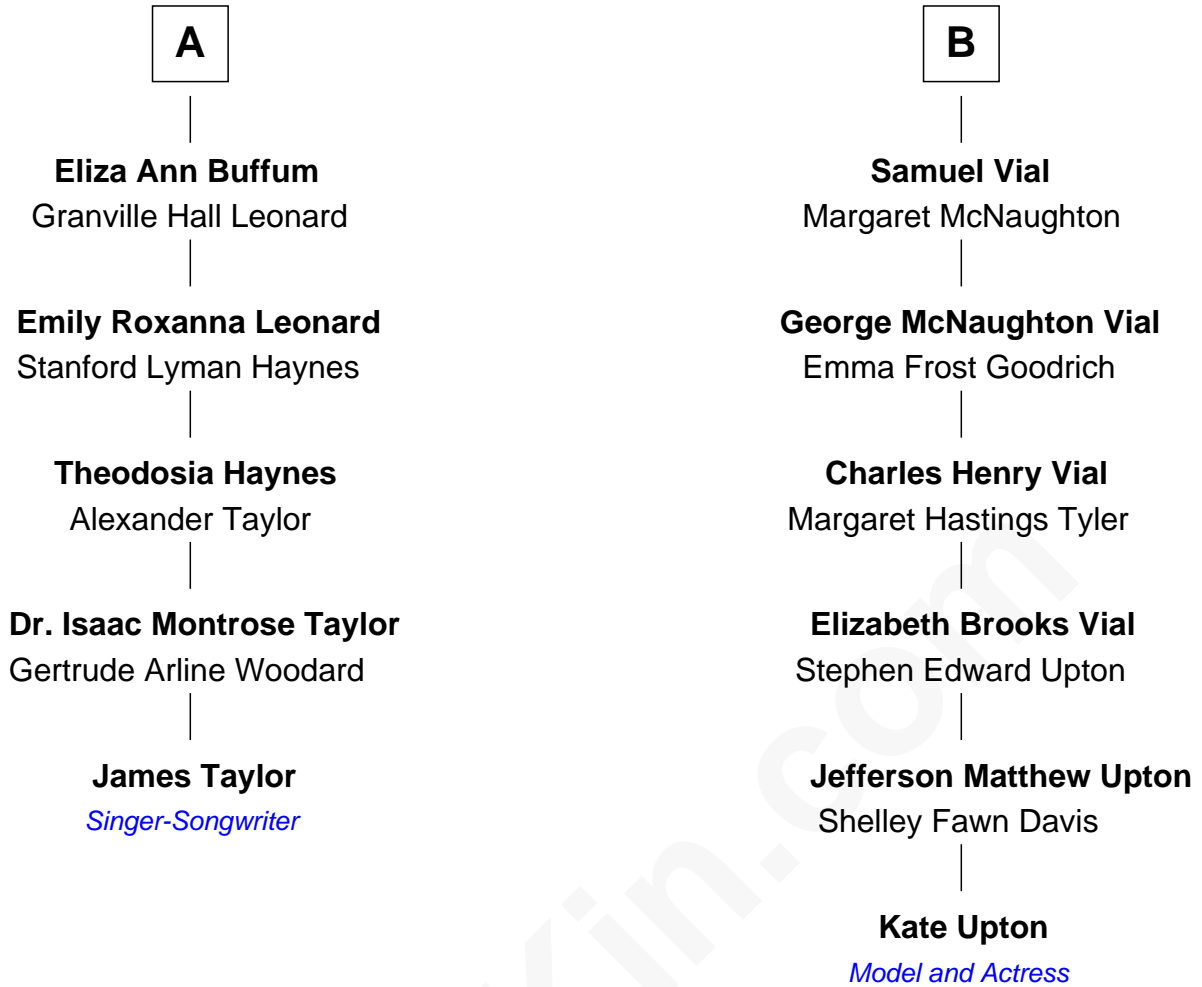 A
Eliza Ann Buffum
Granville Hall Leonard
Emily Roxanna Leonard
Stanford Lyman Haynes
Theodosia Haynes
Alexander Taylor
Dr. Isaac Montrose Taylor
Gertrude Arline Woodard
James Taylor
Singer-Songwriter
B
Samuel Vial
Margaret McNaughton
George McNaughton Vial
Emma Frost Goodrich
Charles Henry Vial
Margaret Hastings Tyler
Elizabeth Brooks Vial
Stephen Edward Upton
Jefferson Matthew Upton
Shelley Fawn Davis
Kate Upton
Model and Actress
Kin.com